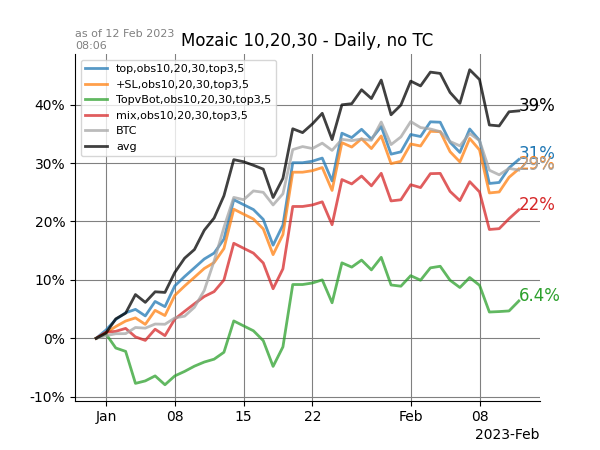 as of 12 Feb 2023
08:06
Mozaic 10,20,30 - Daily, no TC
top,obs10,20,30,top3,5
+SL,obs10,20,30,top3,5
TopvBot,obs10,20,30,top3,5
mix,obs10,20,30,top3,5
BTC
avg
40%
30%
20%
10%
0%
-10%
39%
31%
29%
22%
6.4%
Jan
08
15
22
Feb
08
2023-Feb